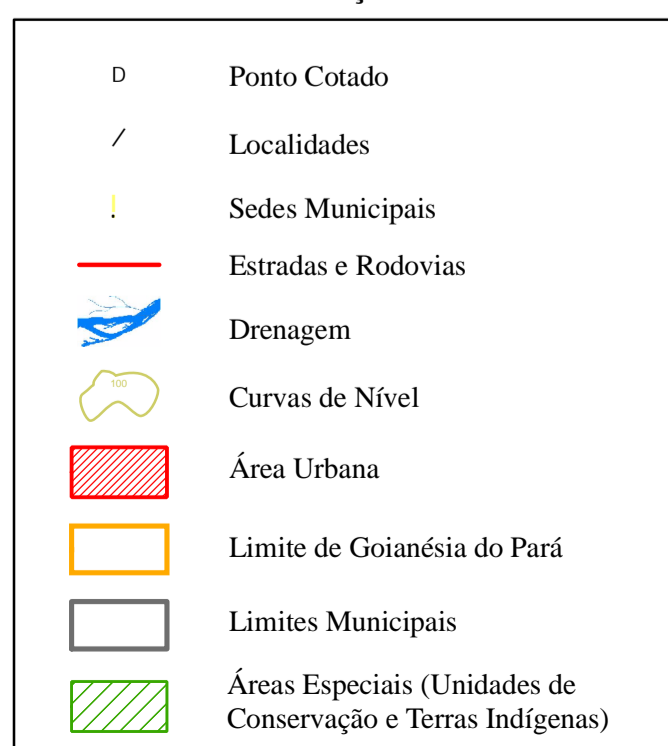 D Ponto Cotado
/ Localidades
! Sedes Municipais
Estradas e Rodovias
Drenagem
100 Curvas de Nível
Área Urbana
Limite de Goianésia do Pará
Limites Municipais
Áreas Especiais (Unidades de
Conservação e Terras Indígenas)